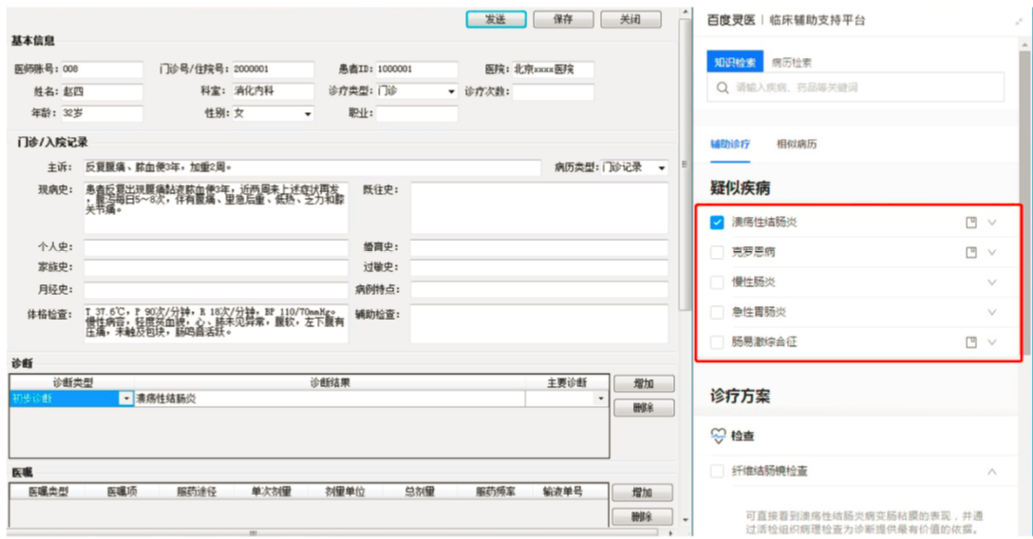 发送 保存 关闭
基本信息
医师账号: 008 门诊号/住院号: 2000001 患者ID: 1000001 医院: 北京xxxx医院
姓名: 赵四 科室: 消化内科 诊疗类型: 门诊 诊疗次数:
年龄: 32岁 性别: 女 职业:
门诊/入院记录
主诉: 反复腹痛、脓血便3年，加重2周。 病历类型: 门诊记录
现病史: 患者反复出现腹痛黏液脓血便3年，近两周来上述症状再发
，腹泻每日5~8次，伴有腹痛、里急后重、低热、乏力和膝
关节痛。
既往史:
个人史: 婚育史:
家族史: 过敏史:
月经史: 病例特点:
体格检查: T 37.6℃，P 90次/分钟，R 18次/分钟，BP 110/70mmHg。
慢性病容，轻度贫血貌，心、肺未见异常，腹软，左下腹有
压痛，未触及包块，肠鸣音活跃。
辅助检查:
诊断
诊断类型 诊断结果 主要诊断 增加
初步诊断 溃疡性结肠炎
删除
医嘱
医嘱类型 医嘱项 服药途径 单次剂量 剂量单位 总剂量 服药频率 输液单号 增加
删除
百度灵医 | 临床辅助支持平台
知识检索 病历检索
请输入疾病、药品等关键词
辅助诊疗 相似病历
疑似疾病
溃疡性结肠炎
克罗恩病
慢性肠炎
急性胃肠炎
肠易激综合征
诊疗方案
检查
纤维结肠镜检查
可直接看到溃疡性结肠炎病变肠粘膜的表现，并通
过活检组织病理检查为诊断提供最有价值的依据。